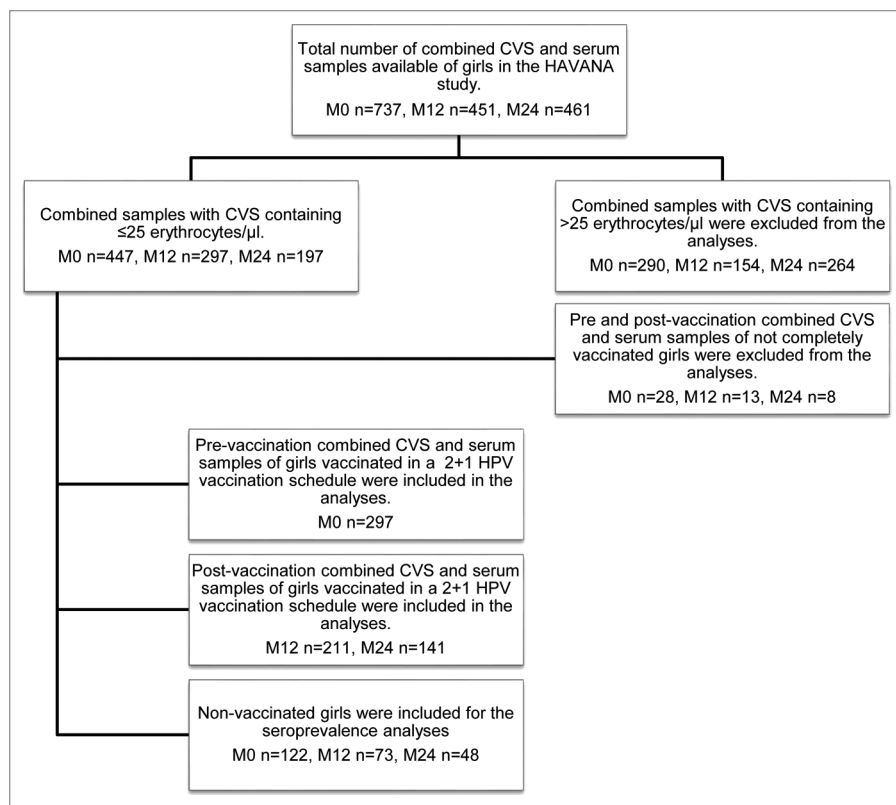 Total number of combined CVS and serum
samples available of girls in the HAVANA
study.
M0 n=737, M12 n=451, M24 n=461
Combined samples with CVS containing
≤25 erythrocytes/µl.
M0 n=447, M12 n=297, M24 n=197
Combined samples with CVS containing
>25 erythrocytes/µl were excluded from the
analyses.
M0 n=290, M12 n=154, M24 n=264
Pre and post-vaccination combined CVS
and serum samples of not completely
vaccinated girls were excluded from the
analyses.
M0 n=28, M12 n=13, M24 n=8
Pre-vaccination combined CVS and serum
samples of girls vaccinated in a 2+1 HPV
vaccination schedule were included in the
analyses.
M0 n=297
Post-vaccination combined CVS and serum
samples of girls vaccinated in a 2+1 HPV
vaccination schedule were included in the
analyses.
M12 n=211, M24 n=141
Non-vaccinated girls were included for the
seroprevalence analyses
M0 n=122, M12 n=73, M24 n=48